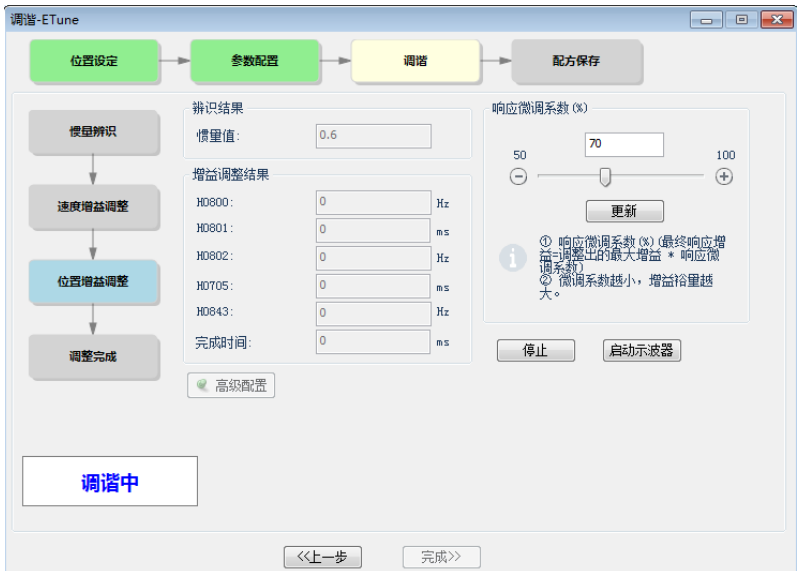 调谐-ETune
位置设定
参数配置
调谐
配方保存
惯量辨识
速度增益调整
位置增益调整
调整完成
辨识结果
惯量值:
0.6
增益调整结果
H0800:
0
Hz
H0801:
0
ms
H0802:
0
Hz
H0705:
0
ms
H0843:
0
Hz
完成时间:
0
ms
高级配置
响应微调系数(%)
70
50
100
更新
① 响应微调系数(%)(最终响应增
益=调整出的最大增益 * 响应微
调系数)
② 微调系数越小，增益裕量越
大。
停止
启动示波器
调谐中
<<上一步
完成>>